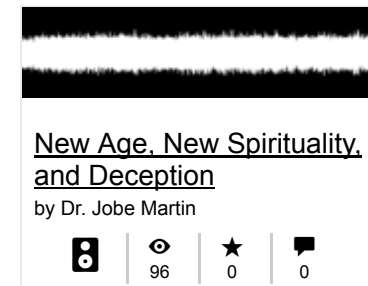 New Age, New Spirituality,
and Deception
by Dr. Jobe Martin
96 0 0